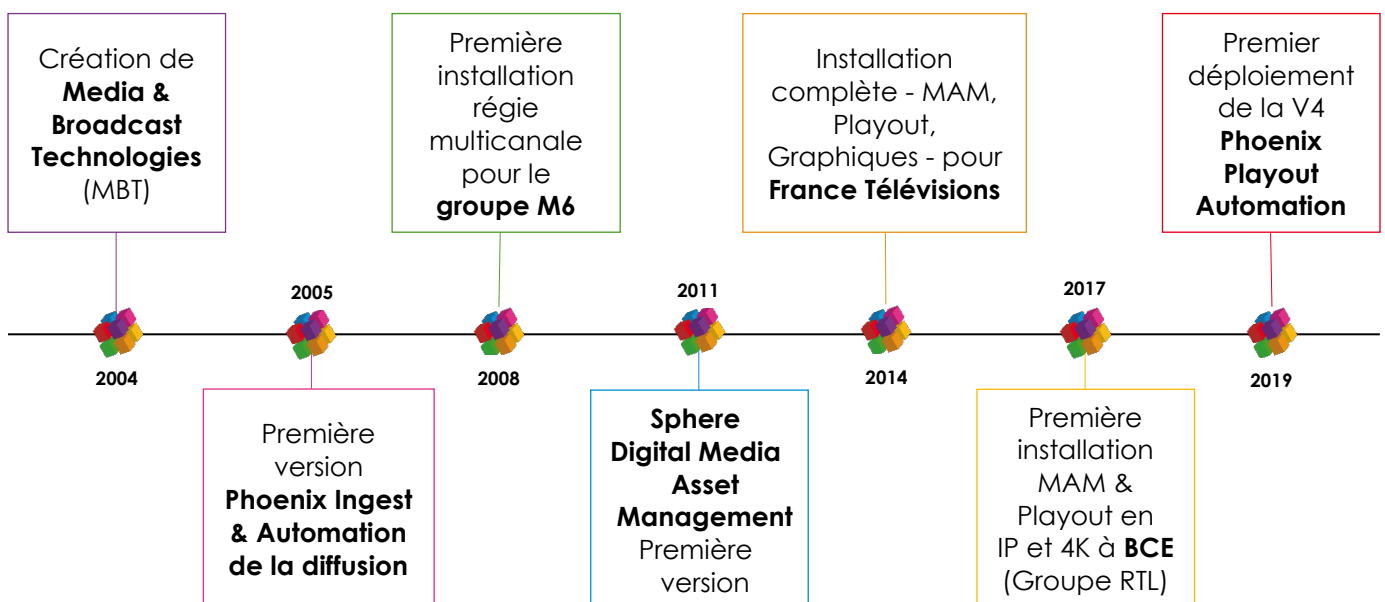 Création de
Media &
Broadcast
Technologies
(MBT)
2004
2005
Première
version
Phoenix Ingest
& Automation
de la diffusion
Première
installation
régie
multicanale
pour le
groupe M6
2008
2011
Sphere
Digital Media
Asset
Management
Première
version
Installation
complète - MAM,
Playout,
Graphiques - pour
France Télévisions
2014
2017
Première
installation
MAM &
Playout en
IP et 4K à BCE
(Groupe RTL)
Premier
déploiement
de la V4
Phoenix
Playout
Automation
2019